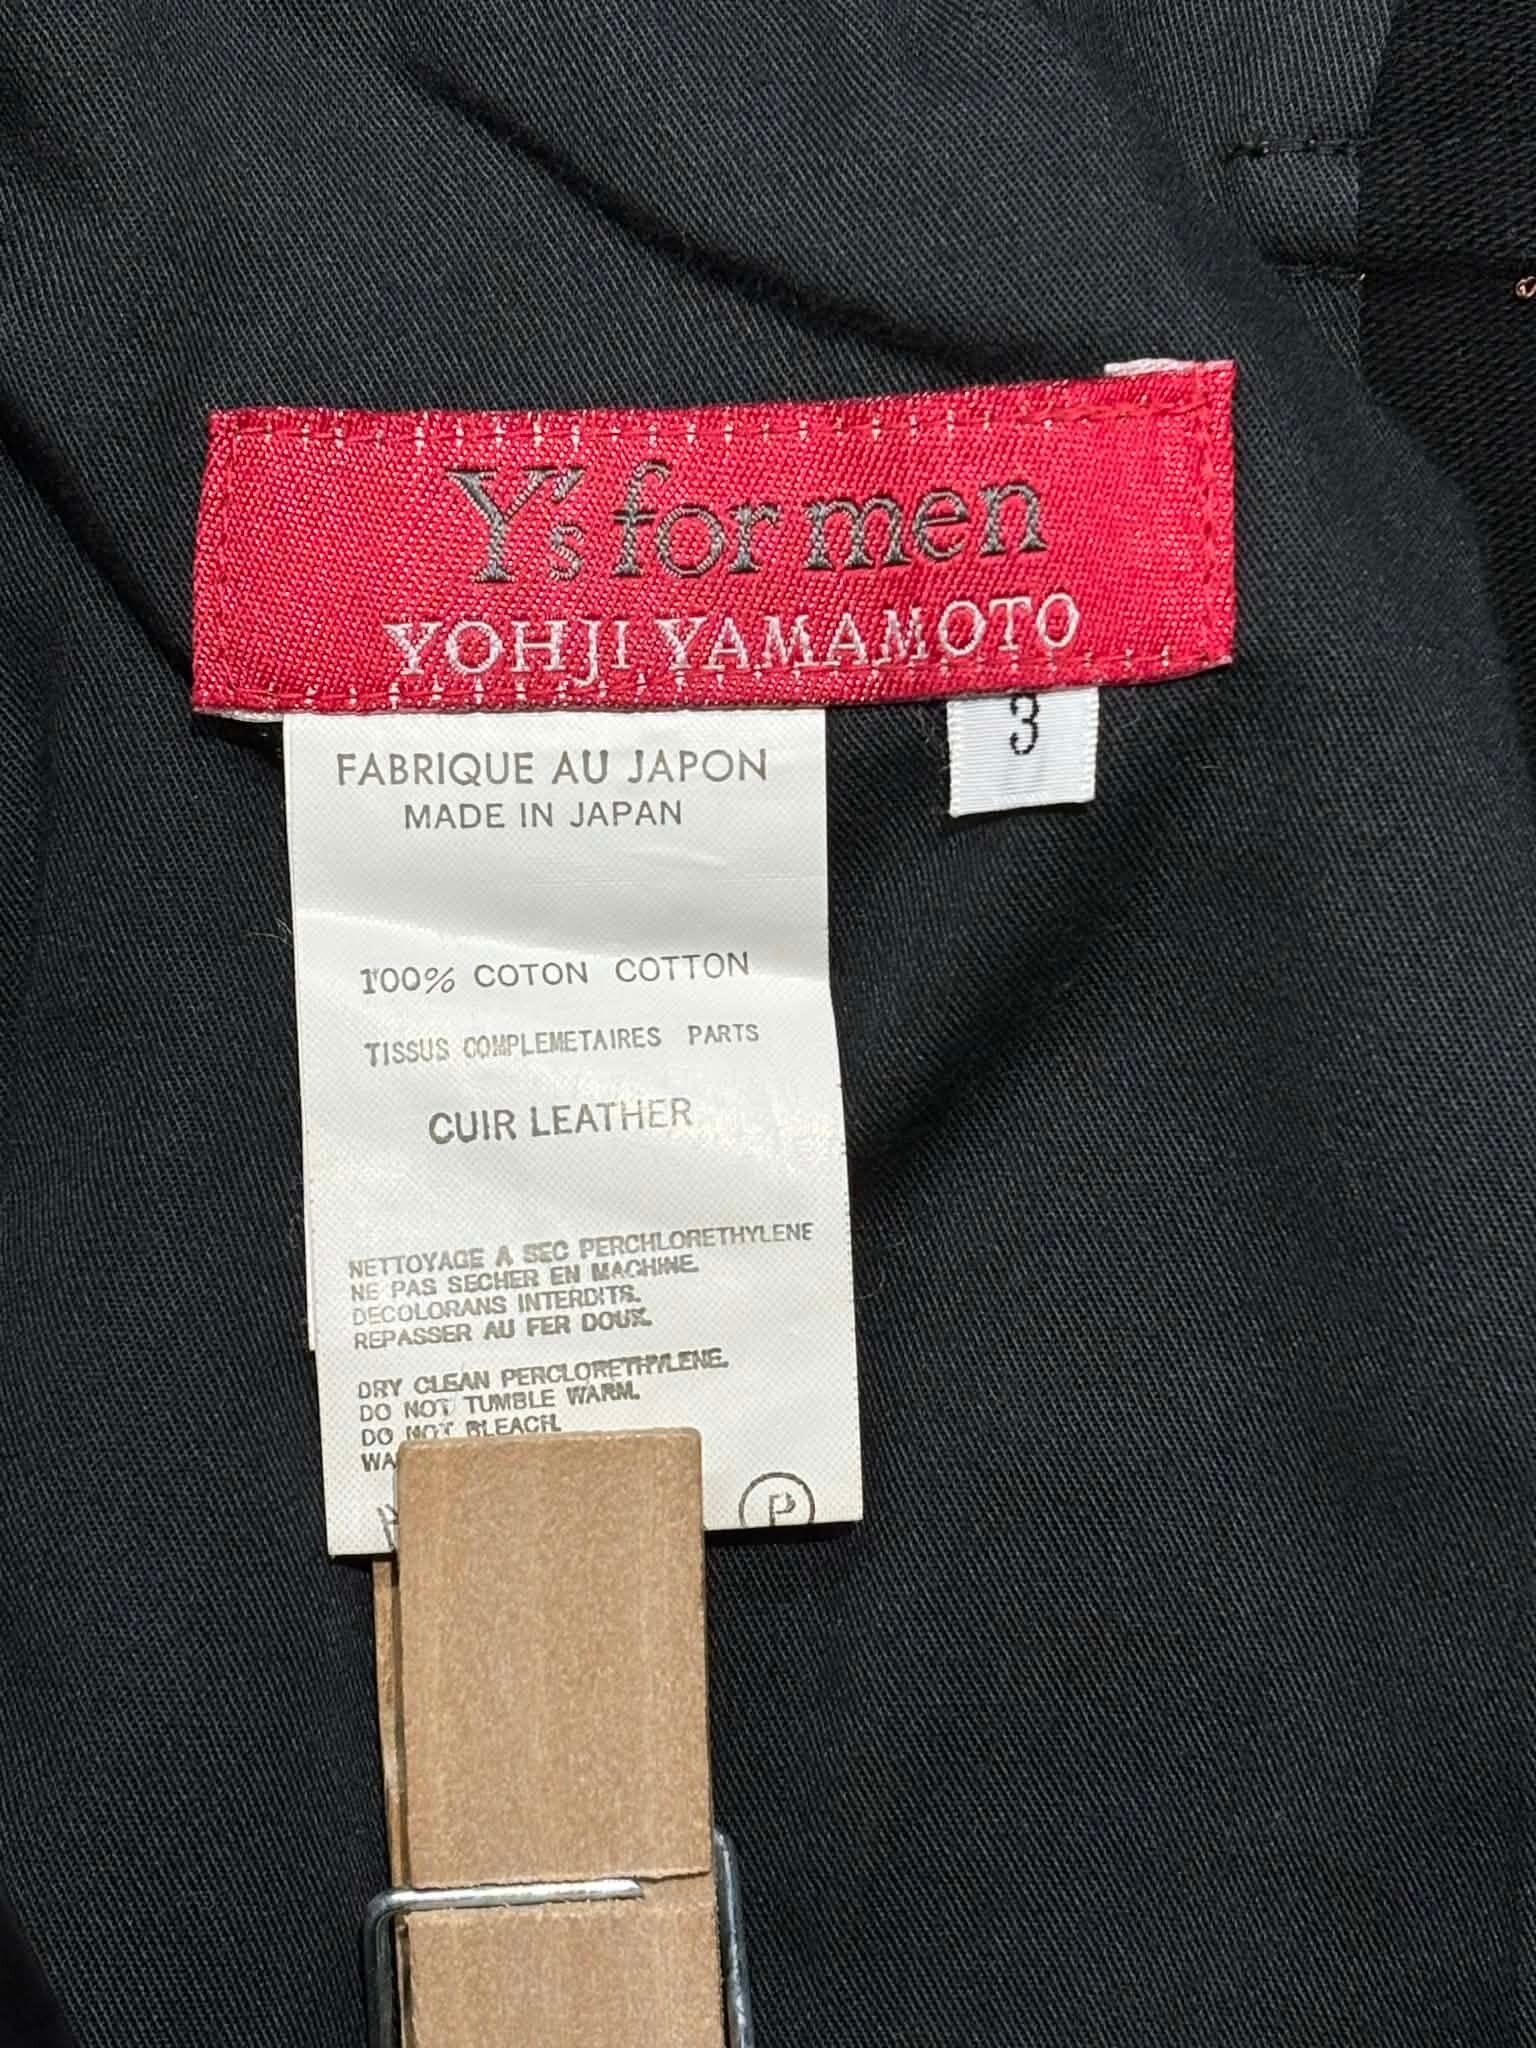 Y's for men
YOHJI YAMAMOTO
3
FABRIQUE AU JAPON
MADE IN JAPAN
100% COTON COTTON
TISSUS COMPLEMETAIRES PARTS
CUIR LEATHER
NETTOYAGE A SEC PERCHLORETHYLENE
NE PAS SECHER EN MACHINE.
DECOLORANS INTERDITS.
REPASSER AU FER DOUX.
DRY CLEAN PERCLORETHYLENE.
DO NOT TUMBLE WARM.
DO NOT BLEACH.
P